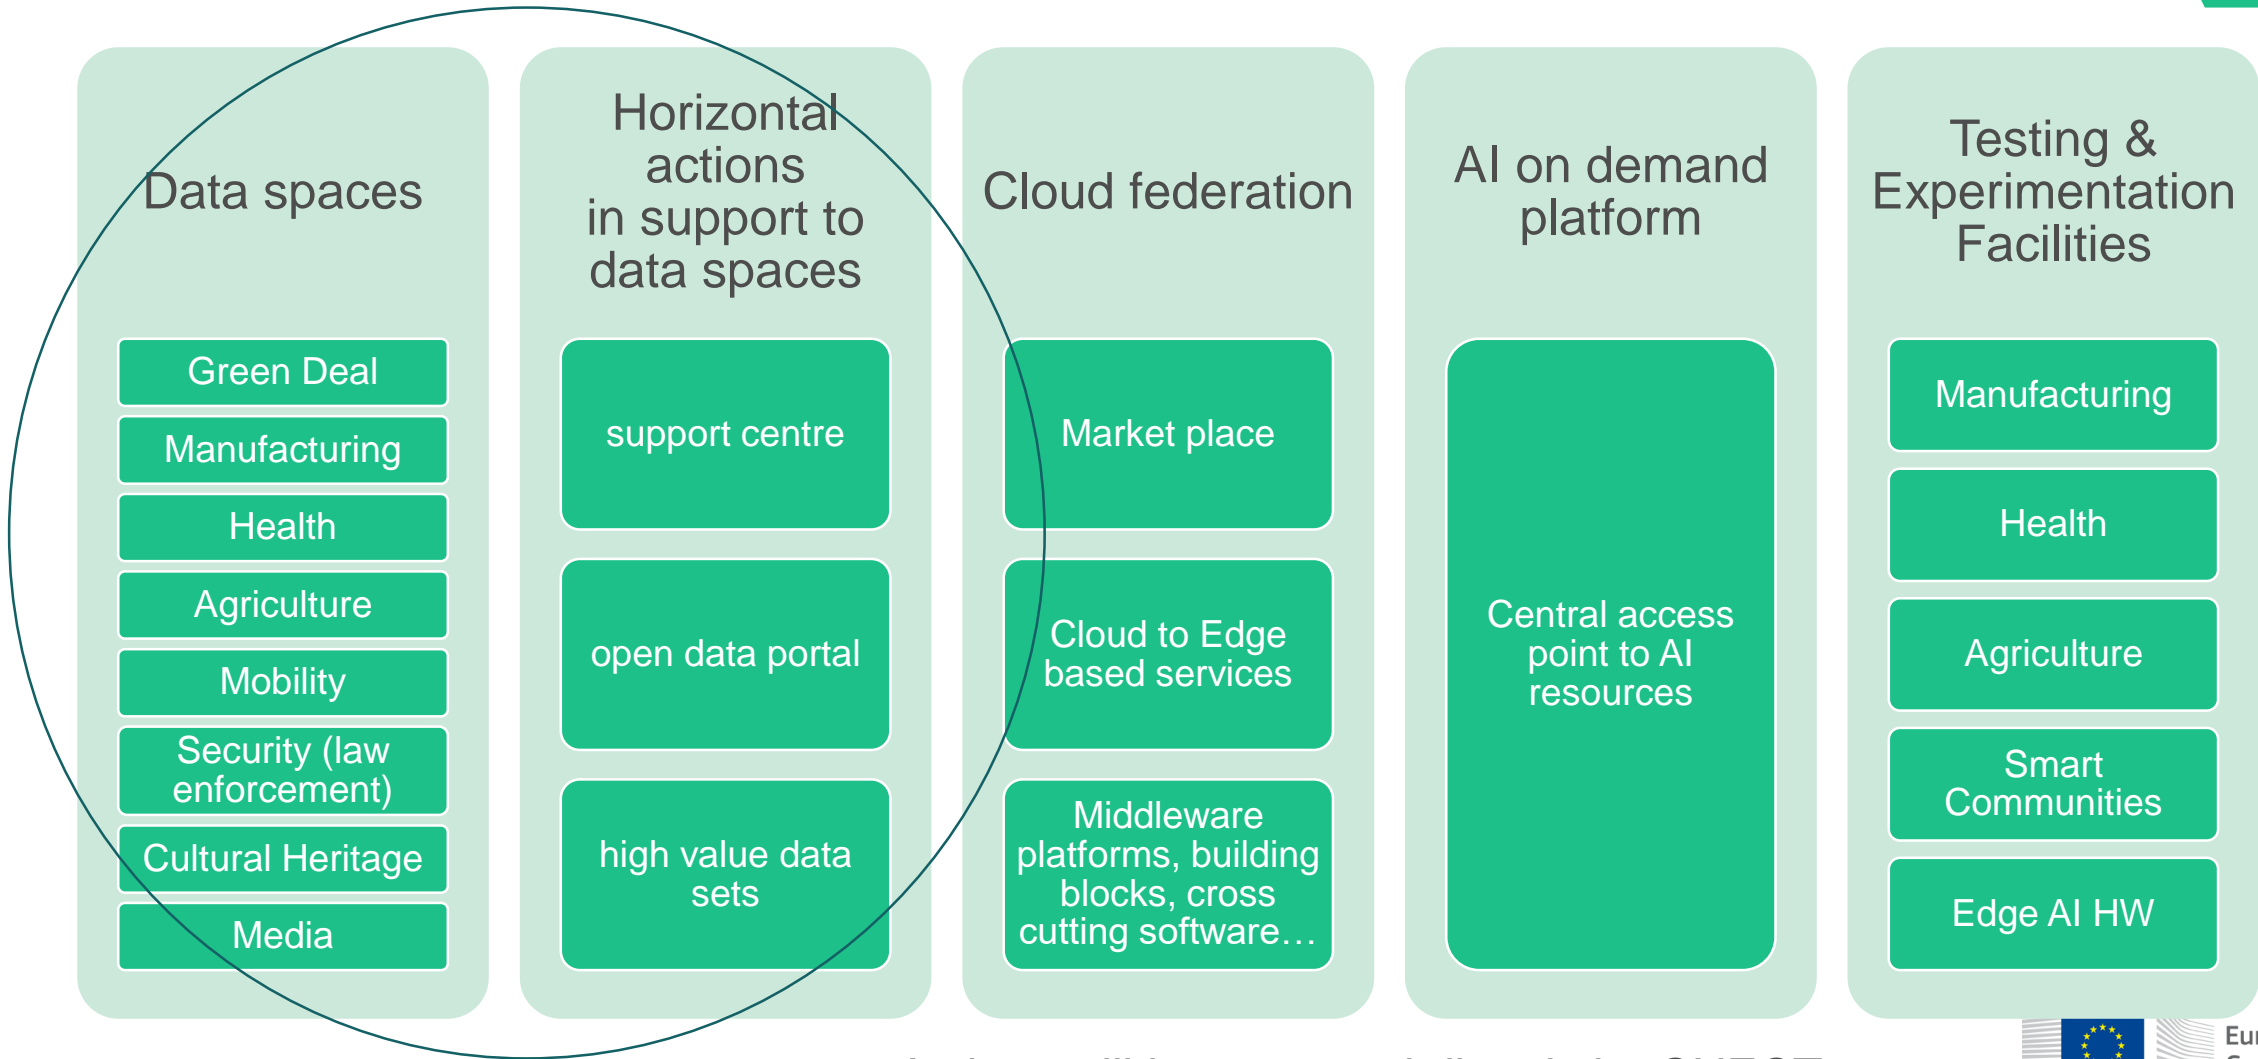 Data spaces
Green Deal
Manufacturing
Health
Agriculture
Mobility
Security (law
enforcement)
Cultural Heritage
Media
Horizontal
actions
in support to
data spaces
support centre
open data portal
high value data
sets
Cloud federation
Market place
Cloud to Edge
based services
Middleware
platforms, building
blocks, cross
cutting software…
AI on demand
platform
Central access
point to AI
resources
Testing &
Experimentation
Facilities
Manufacturing
Health
Agriculture
Smart
Communities
Edge AI HW